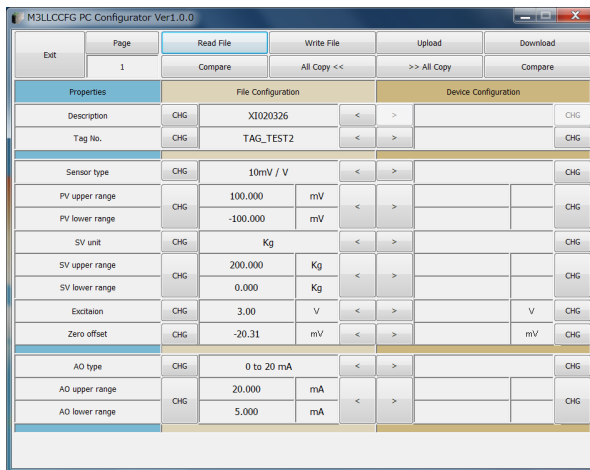 M3LLCCFG PC Configurator Ver1.0.0
Exit Page Read File Write File Upload Download
1 Compare All Copy << >> All Copy Compare
Properties File Configuration Device Configuration
Description CHG XI020326 < > CHG
Tag No. CHG TAG_TEST2 < > CHG
Sensor type CHG 10mV / V < > CHG
PV upper range CHG 100.000 mV < > CHG
PV lower range -100.000 mV
SV unit CHG Kg < > CHG
SV upper range CHG 200.000 Kg < > CHG
SV lower range 0.000 Kg
Excitaion CHG 3.00 V < > V CHG
Zero offset CHG -20.31 mV < > mV CHG
AO type CHG 0 to 20 mA < > CHG
AO upper range CHG 20.000 mA < > CHG
AO lower range 5.000 mA